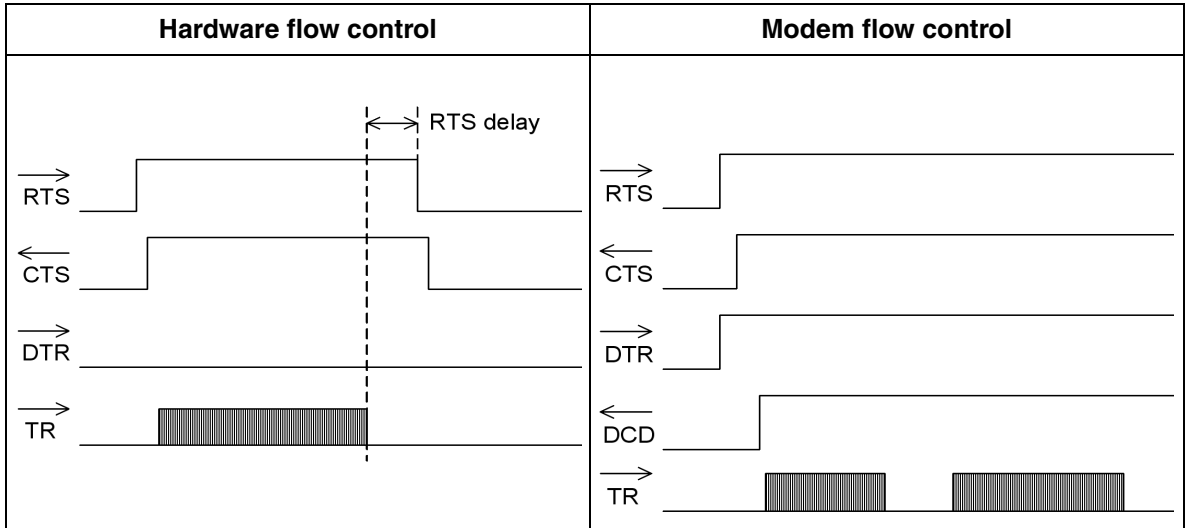 Hardware flow control
Modem flow control
RTS delay
RTS
CTS
DTR
TR
RTS
CTS
DTR
DCD
TR